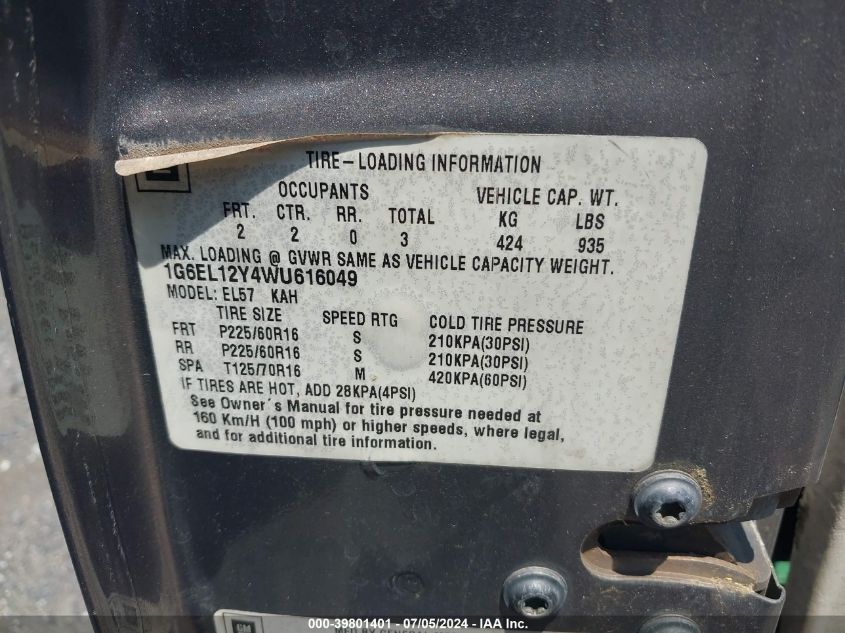 TIRE-LOADING INFORMATION
OCCUPANTS VEHICLE CAP. WT.
FRT. CTR. RR. TOTAL KG LBS
2 2 0 3 424 935
MAX. LOADING @ GVWR SAME AS VEHICLE CAPACITY WEIGHT.
1G6EL12Y4WU616049
MODEL: EL57 KAH
TIRE SIZE SPEED RTG COLD TIRE PRESSURE
FRT P225/60R16 S 210KPA(30PSI)
RR P225/60R16 S 210KPA(30PSI)
SPA T125/70R16 M 420KPA(60PSI)
IF TIRES ARE HOT, ADD 28KPA(4PSI)
See Owner's Manual for tire pressure needed at
160 Km/H (100 mph) or higher speeds, where legal,
and for additional tire information.
GM MFD BY GENERAL
000-39801401 - 07/05/2024 - IAA Inc.